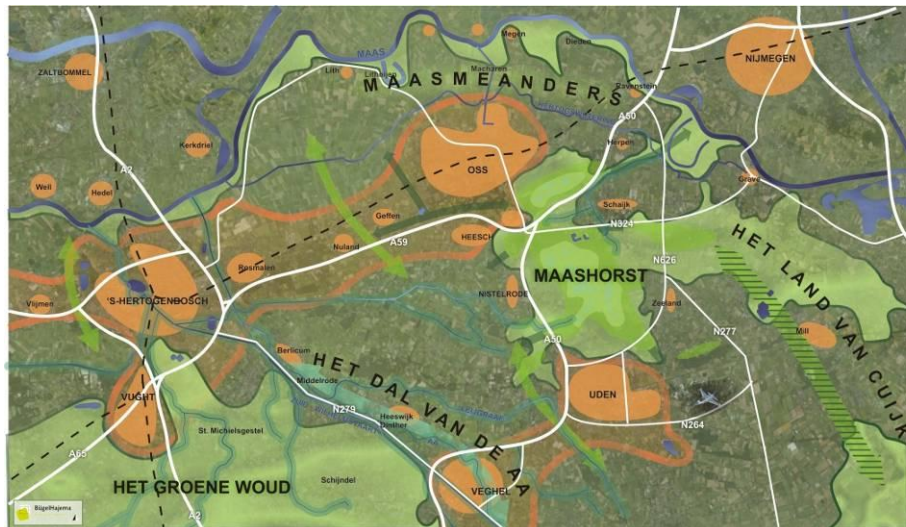 Megen
Dieden
MAAS
NIJMEGEN
ZALTBOMMEL
Lith
Lithoijen
Macharen
MAASMEANDERS
Ravenstein
A50
Kerkdriel
A2
Herpen
OSS
Grave
Well
Hedel
Geffen
Schaijk
N324
HEESCH
Nuland
A59
HET LAND VAN CUIJK
Rosmalen
MAASHORST
N626
'S-HERTOGENBOSCH
NISTELRODE
Vlijmen
Zeeland
N277
Mill
A50
Berlicum
HET DAL VAN DE AA
Middelrode
VUGHT
UDEN
N279
Heeswijk
Dinther
N264
St. Michielsgestel
A65
HET GROENE WOUD
Schijndel
VEGHEL
A2
BügelHajema